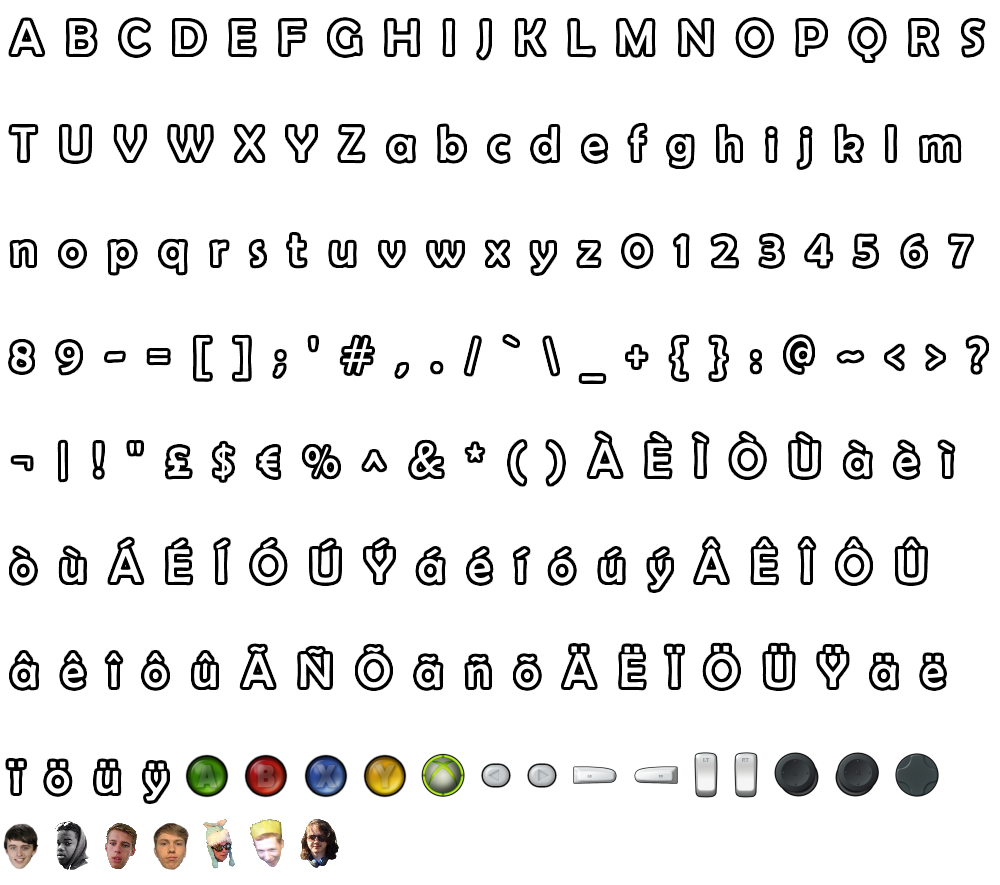 A B C D E F G H I J K L M N O P Q R S
T U V W X Y Z a b c d e f g h i j k l m
n o p q r s t u v w x y z 0 1 2 3 4 5 6 7
8 9 - = [ ] ; ' # , . / ` \ _ + { } : @ ~ < > ?
¬ | ! " £ $ € % ^ & * ( ) À È Ì Ò Ù à è ì
ò ù Á É Í Ó Ú Ý á é í ó ú ý Â Ê Î Ô Û
â ê î ô û Ã Ñ Õ ã ñ õ Ä Ë Ï Ö Ü Ÿ ä ë
ï ö ü ÿ A B X Y